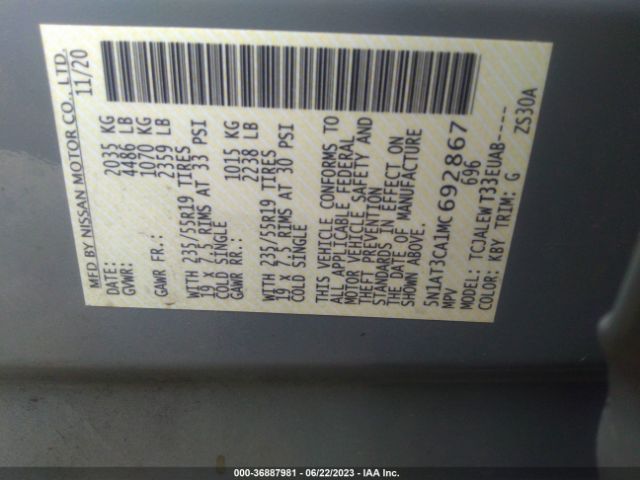 MFD BY NISSAN MOTOR CO., LTD.
DATE: 11/20
GVWR: 2035 KG
4486 LB
GAWR FR.: 1070 KG
2359 LB
WITH 235/55R19 TIRES
19 x 7.5 RIMS AT 33 PSI
COLD SINGLE
GAWR RR.: 1015 KG
2238 LB
WITH 235/55R19 TIRES
19 x 7.5 RIMS AT 30 PSI
COLD SINGLE
THIS VEHICLE CONFORMS TO
ALL APPLICABLE FEDERAL
MOTOR VEHICLE SAFETY AND
THEFT PREVENTION
STANDARDS IN EFFECT ON
THE DATE OF MANUFACTURE
SHOWN ABOVE.
5N1AT3CA1MC692867
MPV 696
MODEL: TCJALEWT33EUAB-----
COLOR: KBY TRIM: G ZS30A
000-36887981 - 06/22/2023 - IAA Inc.